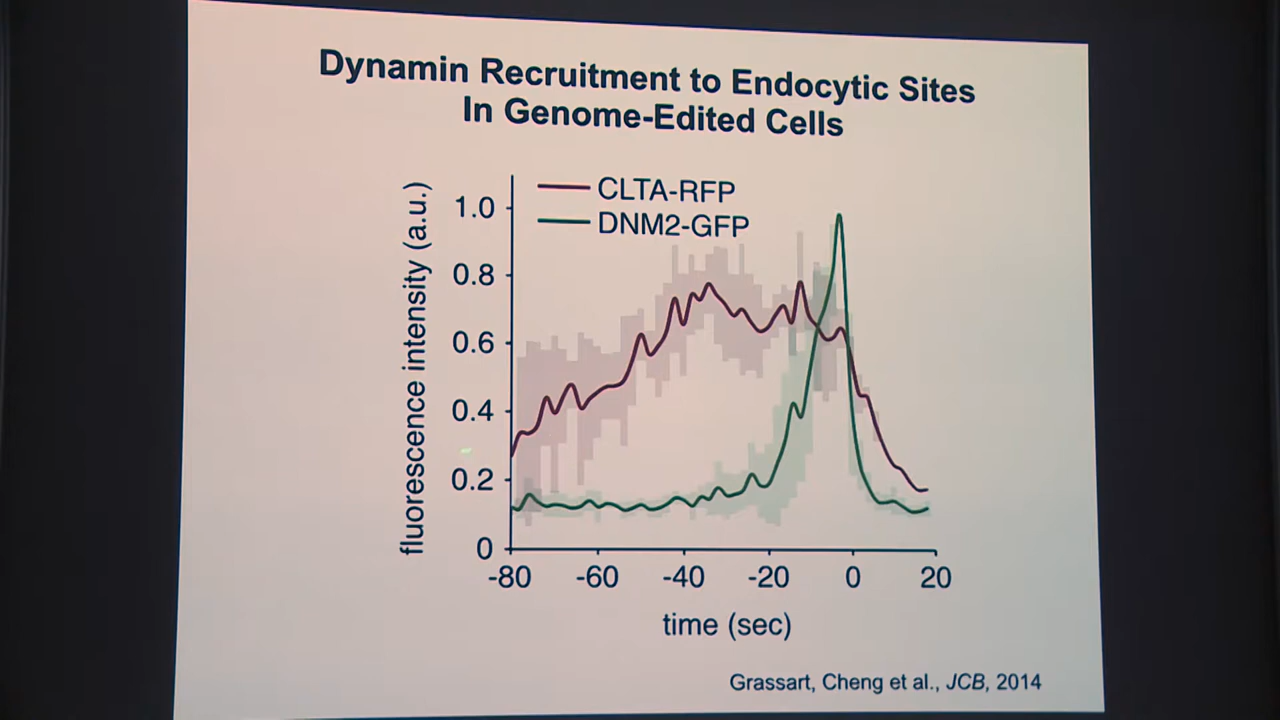 Dynamin Recruitment to Endocytic Sites
In Genome-Edited Cells
CLTA-RFP
DNM2-GFP
fluorescence intensity (a.u.)
1.0
0.8
0.6
0.4
0.2
0
-80 -60 -40 -20 0 20
time (sec)
Grassart, Cheng et al., JCB, 2014